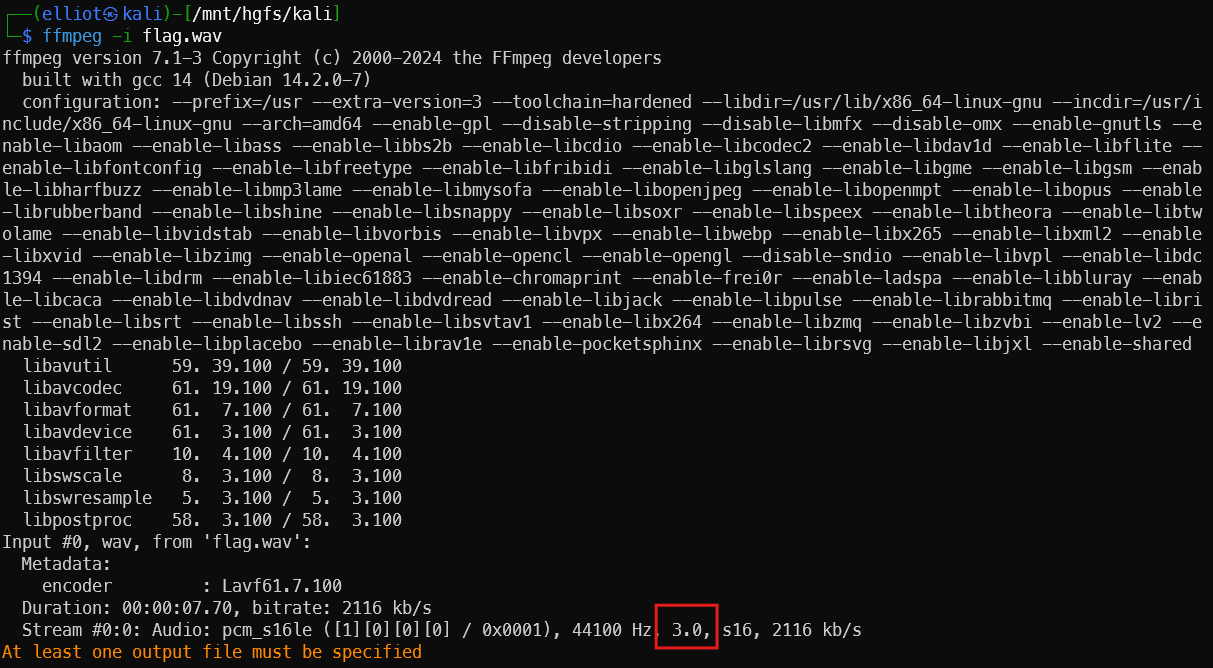 ┌──(elliot㉿kali)-[/mnt/hgfs/kali]
└─$ ffmpeg -i flag.wav
ffmpeg version 7.1-3 Copyright (c) 2000-2024 the FFmpeg developers
  built with gcc 14 (Debian 14.2.0-7)
  configuration: --prefix=/usr --extra-version=3 --toolchain=hardened --libdir=/usr/lib/x86_64-linux-gnu --incdir=/usr/i
nclude/x86_64-linux-gnu --arch=amd64 --enable-gpl --disable-stripping --disable-libmfx --disable-omx --enable-gnutls --e
nable-libaom --enable-libass --enable-libbs2b --enable-libcdio --enable-libcodec2 --enable-libdav1d --enable-libflite --
enable-libfontconfig --enable-libfreetype --enable-libfribidi --enable-libglslang --enable-libgme --enable-libgsm --enab
le-libharfbuzz --enable-libmp3lame --enable-libmysofa --enable-libopenjpeg --enable-libopenmpt --enable-libopus --enable
-librubberband --enable-libshine --enable-libsnappy --enable-libsoxr --enable-libspeex --enable-libtheora --enable-libtw
olame --enable-libvidstab --enable-libvorbis --enable-libvpx --enable-libwebp --enable-libx265 --enable-libxml2 --enable
-libxvid --enable-libzimg --enable-openal --enable-opencl --enable-opengl --disable-sndio --enable-libvpl --enable-libdc
1394 --enable-libdrm --enable-libiec61883 --enable-chromaprint --enable-frei0r --enable-ladspa --enable-libbluray --enab
le-libcaca --enable-libdvdnav --enable-libdvdread --enable-libjack --enable-libpulse --enable-librabbitmq --enable-libri
st --enable-libsrt --enable-libssh --enable-libsvtav1 --enable-libx264 --enable-libzmq --enable-libzvbi --enable-lv2 --e
nable-sdl2 --enable-libplacebo --enable-librav1e --enable-pocketsphinx --enable-librsvg --enable-libjxl --enable-shared
  libavutil      59. 39.100 / 59. 39.100
  libavcodec     61. 19.100 / 61. 19.100
  libavformat    61.  7.100 / 61.  7.100
  libavdevice    61.  3.100 / 61.  3.100
  libavfilter    10.  4.100 / 10.  4.100
  libswscale      8.  3.100 /  8.  3.100
  libswresample   5.  3.100 /  5.  3.100
  libpostproc    58.  3.100 / 58.  3.100
Input #0, wav, from 'flag.wav':
  Metadata:
    encoder         : Lavf61.7.100
  Duration: 00:00:07.70, bitrate: 2116 kb/s
  Stream #0:0: Audio: pcm_s16le ([1][0][0][0] / 0x0001), 44100 Hz, 3.0, s16, 2116 kb/s
At least one output file must be specified